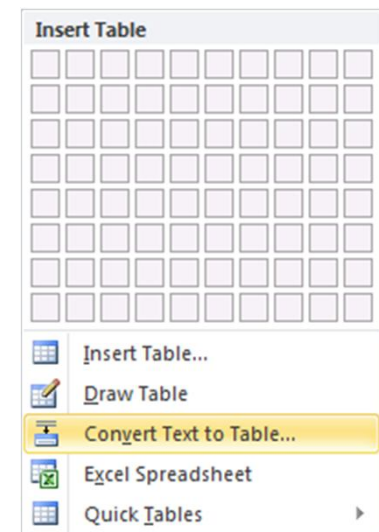 Insert Table
Insert Table...
Draw Table
Convert Text to Table...
Excel Spreadsheet
Quick Tables